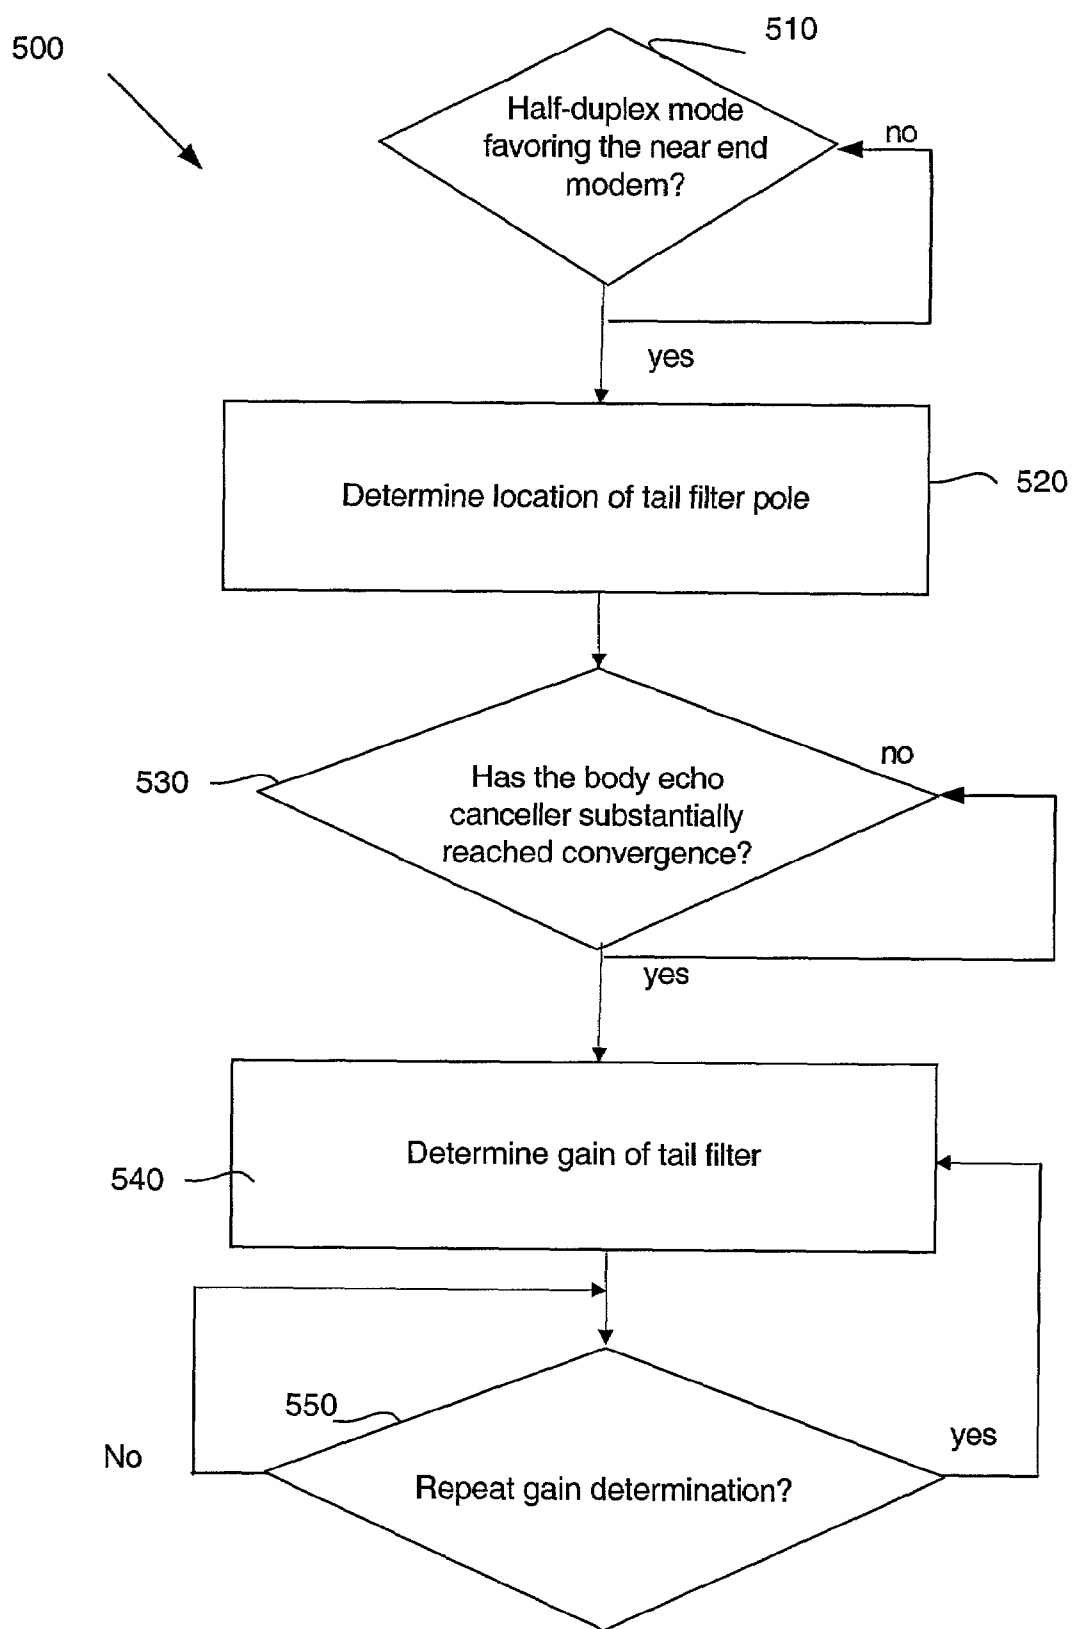 500
510
Half-duplex mode
favoring the near end
modem?
no
yes
Determine location of tail filter pole
520
530
no
Has the body echo
canceller substantially
reached convergence?
yes
Determine gain of tail filter
540
550
No
yes
Repeat gain determination?